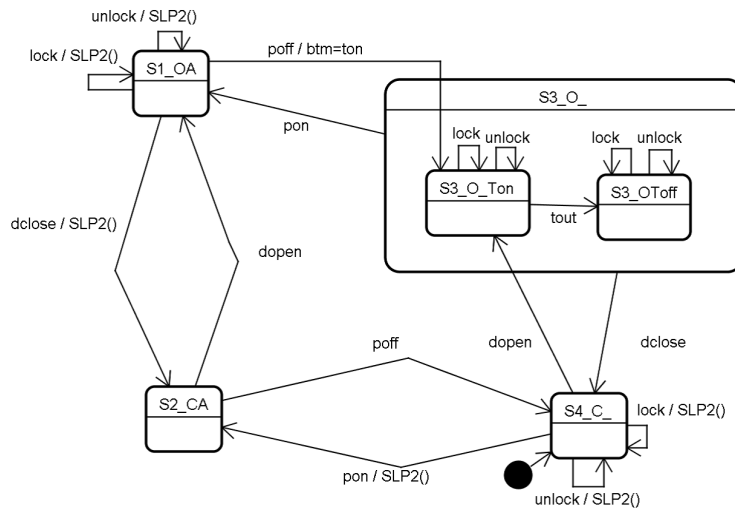 unlock / SLP2()
lock / SLP2()
S1_OA
poff / btm=ton
S3_O_
pon
lock
unlock
lock
unlock
S3_O_Ton
S3_OToff
tout
dclose / SLP2()
dopen
dopen
dclose
poff
S2_CA
S4_C_
lock / SLP2()
pon / SLP2()
unlock / SLP2()